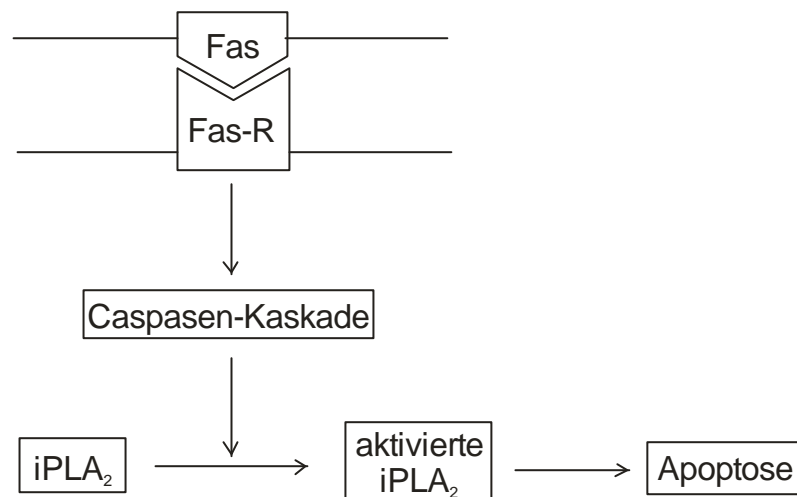 Fas
Fas-R
Caspasen-Kaskade
iPLA₂
aktivierte
iPLA₂
Apoptose